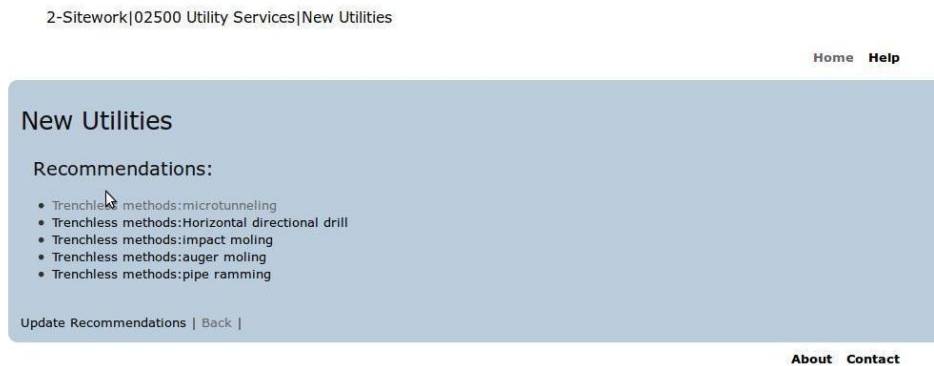 2-Sitework|02500 Utility Services|New Utilities
Home Help
New Utilities
Recommendations:
Trenchless methods:microtunneling
Trenchless methods:Horizontal directional drill
Trenchless methods:impact moling
Trenchless methods:auger moling
Trenchless methods:pipe ramming
Update Recommendations | Back |
About Contact